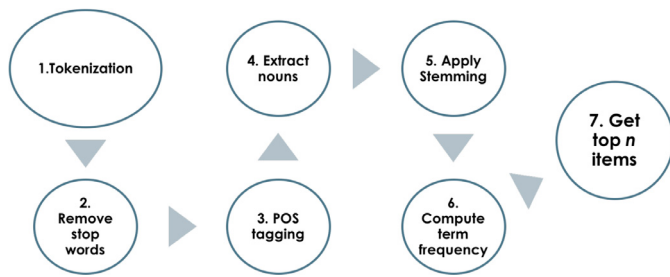 1.Tokenization
2.
Remove
stop
words
3. POS
tagging
4. Extract
nouns
5. Apply
Stemming
6.
Compute
term
frequency
7. Get
top n
items